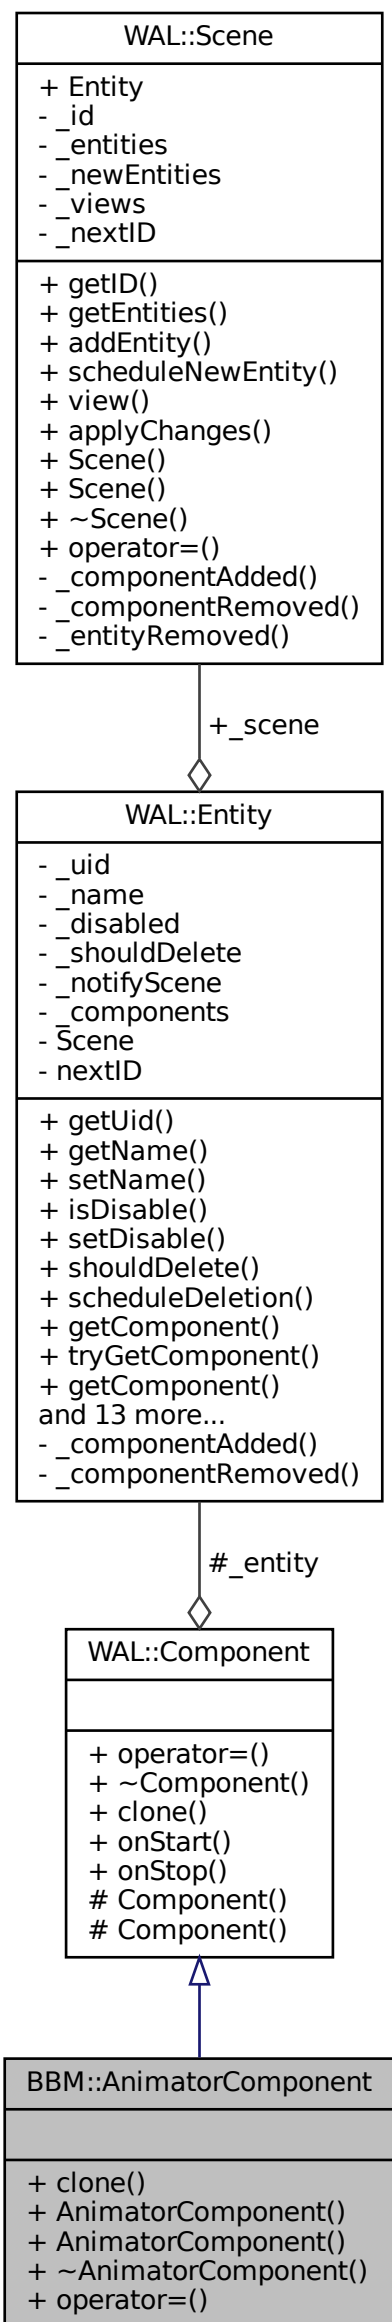 WAL::Scene
+ Entity
- _id
- _entities
- _newEntities
- _views
- _nextID
+ getID()
+ getEntities()
+ addEntity()
+ scheduleNewEntity()
+ view()
+ applyChanges()
+ Scene()
+ Scene()
+ ~Scene()
+ operator=()
- _componentAdded()
- _componentRemoved()
- _entityRemoved()
+_scene
WAL::Entity
- _uid
- _name
- _disabled
- _shouldDelete
- _notifyScene
- _components
- Scene
- nextID
+ getUid()
+ getName()
+ setName()
+ isDisable()
+ setDisable()
+ shouldDelete()
+ scheduleDeletion()
+ getComponent()
+ tryGetComponent()
+ getComponent()
and 13 more...
- _componentAdded()
- _componentRemoved()
#_entity
WAL::Component
+ operator=()
+ ~Component()
+ clone()
+ onStart()
+ onStop()
# Component()
# Component()
BBM::AnimatorComponent
+ clone()
+ AnimatorComponent()
+ AnimatorComponent()
+ ~AnimatorComponent()
+ operator=()